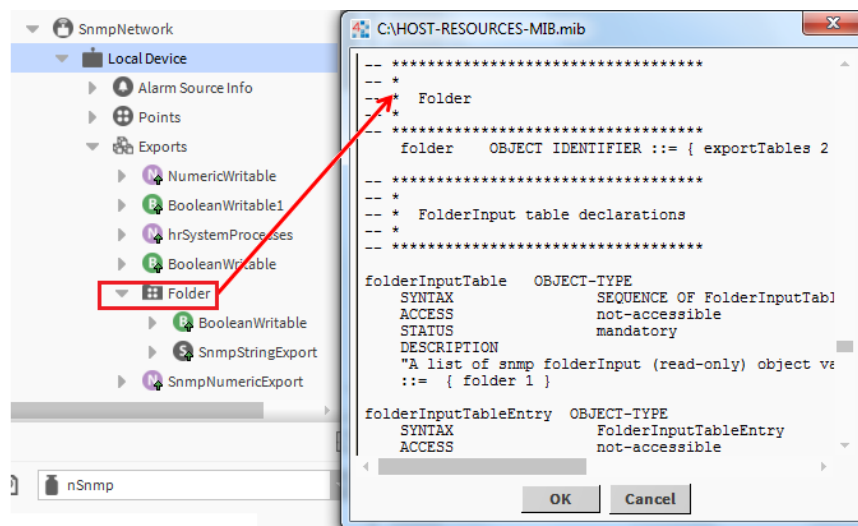 SnmpNetwork
Local Device
Alarm Source Info
Points
Exports
NumericWritable
BooleanWritable1
hrSystemProcesses
BooleanWritable
Folder
BooleanWritable
SnmpStringExport
SnmpNumericExport
nSnmp
C:\HOST-RESOURCES-MIB.mib
-- ***********************************
-- *
-- * Folder
-- *
-- ***********************************
folder OBJECT IDENTIFIER ::= { exportTables 2
-- ***********************************
-- *
-- * FolderInput table declarations
-- *
-- ***********************************
folderInputTable OBJECT-TYPE
SYNTAX SEQUENCE OF FolderInputTabl
ACCESS not-accessible
STATUS mandatory
DESCRIPTION
"A list of snmp folderInput (read-only) object va
::= { folder 1 }
folderInputTableEntry OBJECT-TYPE
SYNTAX FolderInputTableEntry
ACCESS not-accessible
OK Cancel